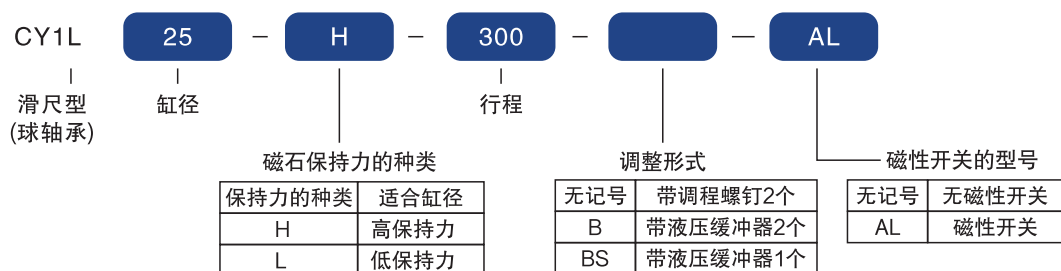 CY1L 25 - H - 300 - — AL
滑尺型
(球轴承)
缸径
行程
磁石保持力的种类
保持力的种类 适合缸径
H 高保持力
L 低保持力
调整形式
无记号 带调程螺钉2个
B 带液压缓冲器2个
BS 带液压缓冲器1个
磁性开关的型号
无记号 无磁性开关
AL 磁性开关